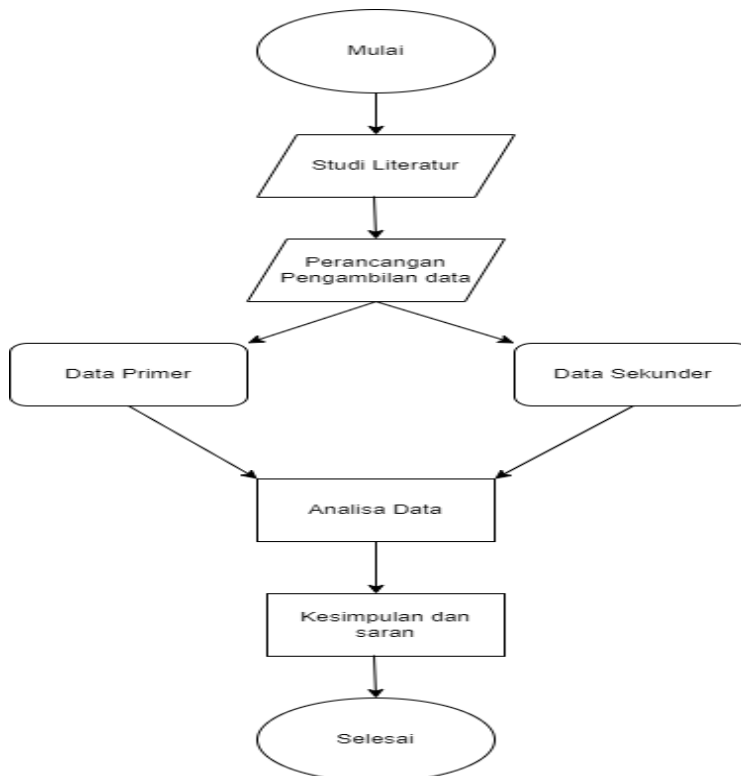 Mulai
Studi Literatur
Perancangan
Pengambilan data
Data Primer
Data Sekunder
Analisa Data
Kesimpulan dan
saran
Selesai